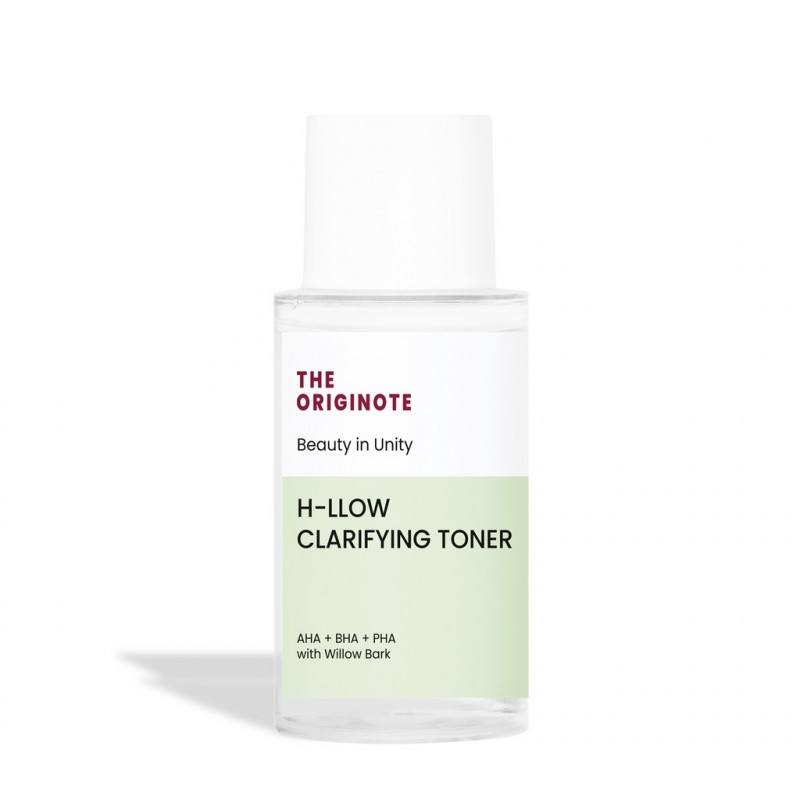 THE
ORIGINOTE
Beauty in Unity
H-LLOW
CLARIFYING TONER
AHA + BHA + PHA
with Willow Bark